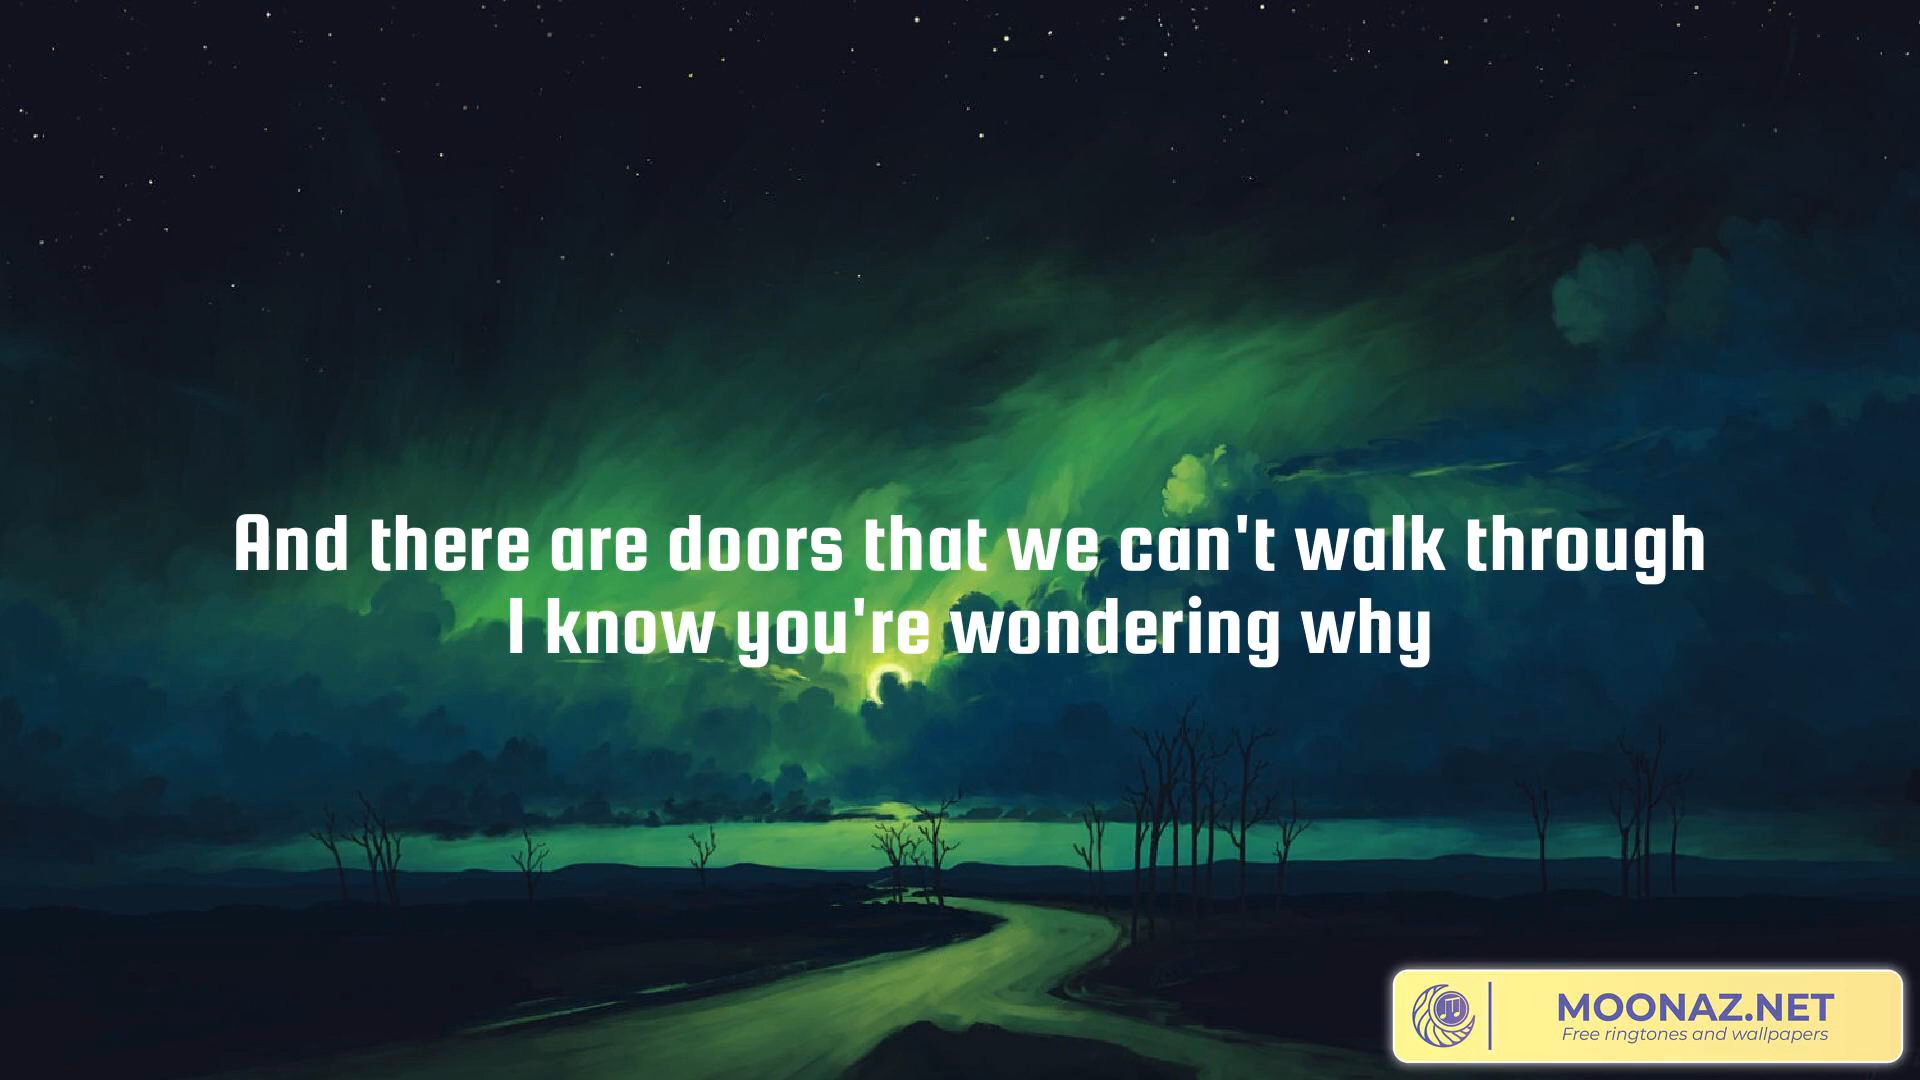 And there are doors that we can't walk through
I know you're wondering why
MOONAZ.NET
Free ringtones and wallpapers